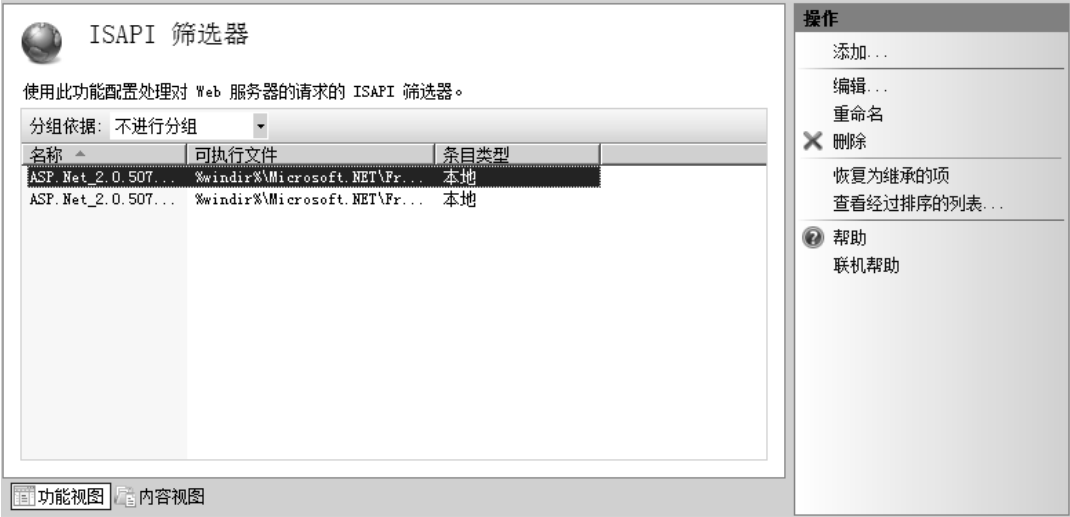 ISAPI 筛选器
使用此功能配置处理对 Web 服务器的请求的 ISAPI 筛选器。
分组依据: 不进行分组
名称 可执行文件 条目类型
ASP.Net_2.0.507... %windir%\Microsoft.NET\Fr... 本地
ASP.Net_2.0.507... %windir%\Microsoft.NET\Fr... 本地
功能视图 内容视图
操作
添加...
编辑...
重命名
删除
恢复为继承的项
查看经过排序的列表...
帮助
联机帮助